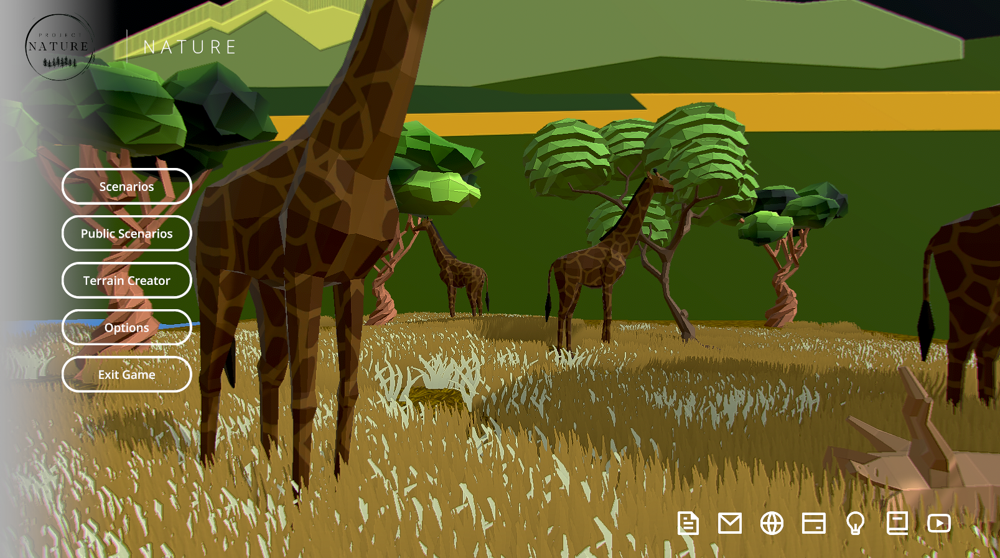 PROJECT
NATURE
NATURE
Scenarios
Public Scenarios
Terrain Creator
Options
Exit Game